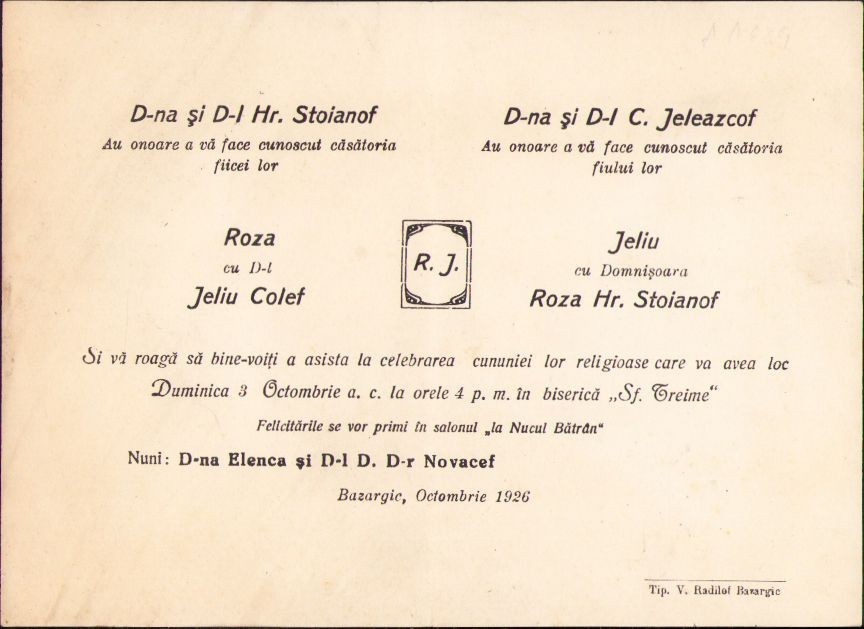 D-na şi D-l Hr. Stoianof
Au onoare a vă face cunoscut căsătoria
fiicei lor
Roza
cu D-l
Jeliu Colef
D-na şi D-l C. Jeleazcof
Au onoare a vă face cunoscut căsătoria
fiului lor
Jeliu
cu Domnişoara
Roza Hr. Stoianof
R. J.
Si vă roagă să bine-voiţi a asista la celebrarea cununiei lor religioase care va avea loc
Duminica 3 Octombrie a. c. la orele 4 p. m. în biserică „Sf. Treime“
Felicitările se vor primi în salonul „la Nucul Bătrân“
Nuni: D-na Elenca şi D-l D. D-r Novacef
Bazargic, Octombrie 1926
Tip. V. Radilof Bazargic